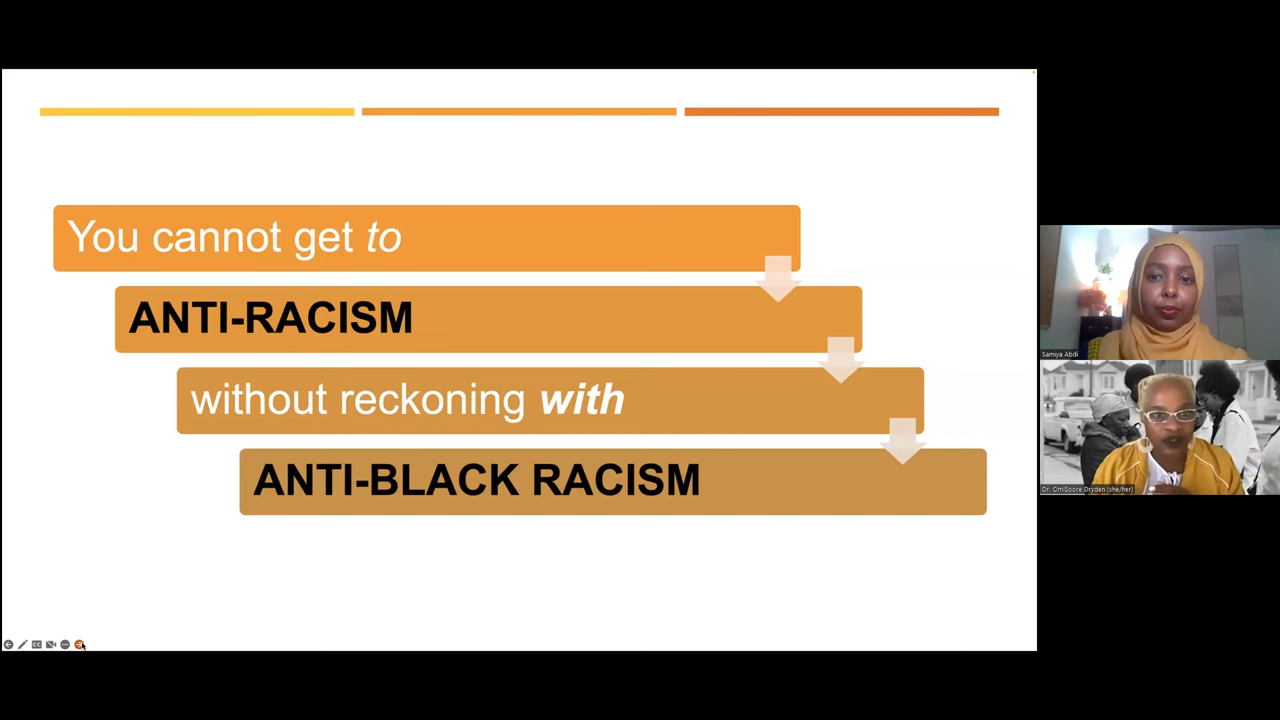 You cannot get to
ANTI-RACISM
without reckoning with
ANTI-BLACK RACISM
Samiya Abdi
Dr. OmiSoore Dryden (she/her)